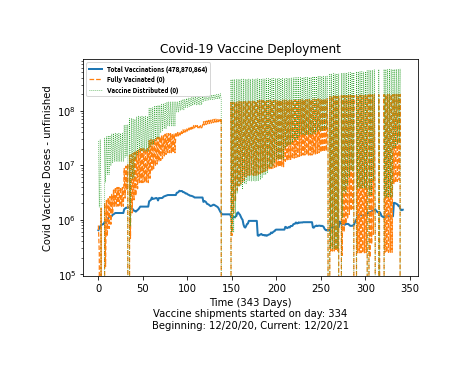 Covid-19 Vaccine Deployment
Total Vaccinations (478,870,864)
Fully Vacinated (0)
Vaccine Distributed (0)
Covid Vaccine Doses - unfinished
10⁸
10⁷
10⁶
10⁵
0 50 100 150 200 250 300 350
Time (343 Days)
Vaccine shipments started on day: 334
Beginning: 12/20/20, Current: 12/20/21